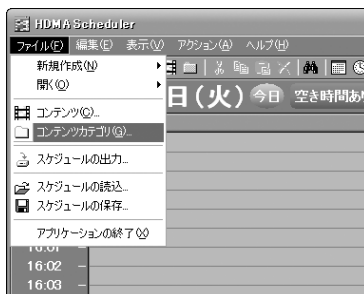 HDMA Scheduler
ファイル(F) 編集(E) 表示(V) アクション(A) ヘルプ(H)
新規作成(N)
開く(O)
日(火) 今日 空き時間あ
コンテンツ(C)...
コンテンツカテゴリ(G)...
スケジュールの出力...
スケジュールの読込...
スケジュールの保存...
アプリケーションの終了(X)
16:01
16:02
16:03